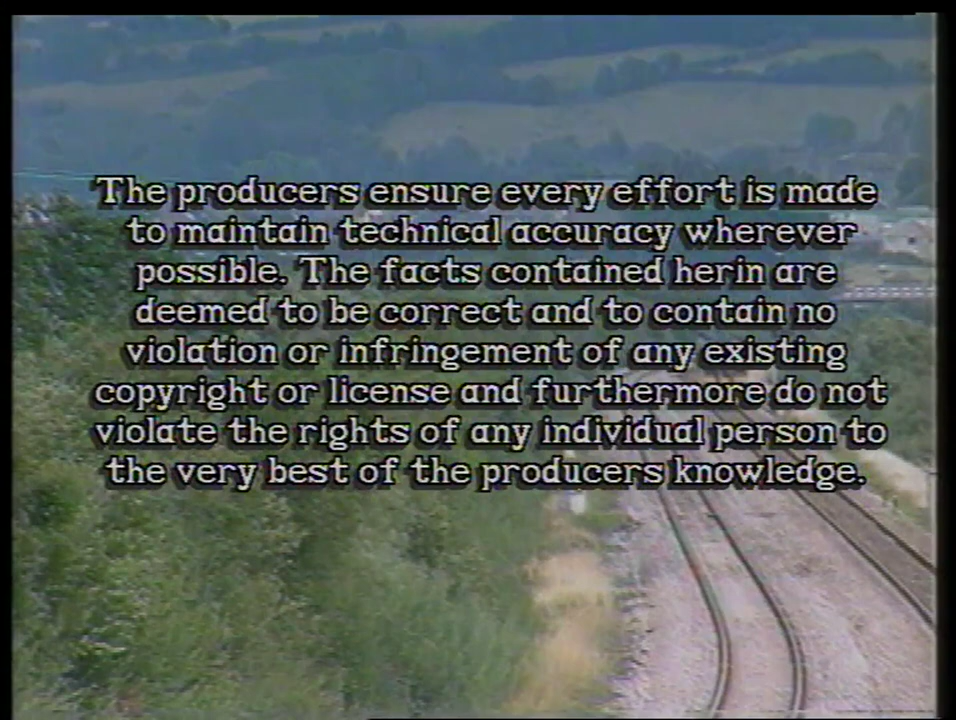 The producers ensure every effort is made
to maintain technical accuracy wherever
possible. The facts contained herin are
deemed to be correct and to contain no
violation or infringement of any existing
copyright or license and furthermore do not
violate the rights of any individual person to
the very best of the producers knowledge.